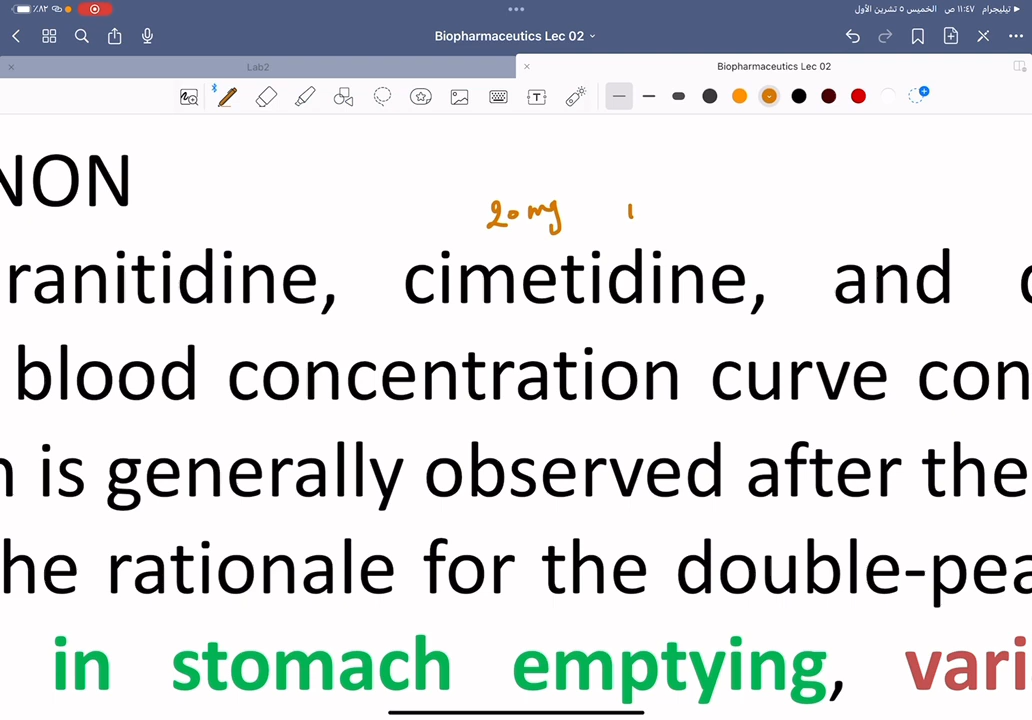 ٪٨٢ ١١:٤٧ ص الخميس ٥ تشرين الأول تيليجرام
Biopharmaceutics Lec 02
Lab2
Biopharmaceutics Lec 02
NON
20 mg
ranitidine, cimetidine, and
blood concentration curve con
is generally observed after the
he rationale for the double-pea
in stomach emptying, vari